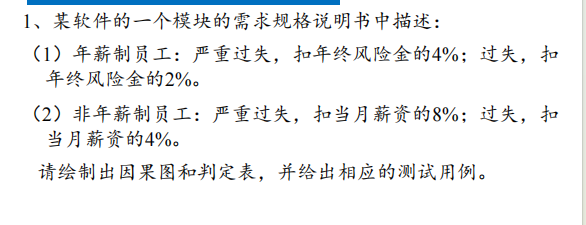 1、某软件的一个模块的需求规格说明书中描述：
（1）年薪制员工：严重过失，扣年终风险金的4%；过失，扣
年终风险金的2%。
（2）非年薪制员工：严重过失，扣当月薪资的8%；过失，扣
当月薪资的4%。
请绘制出因果图和判定表，并给出相应的测试用例。